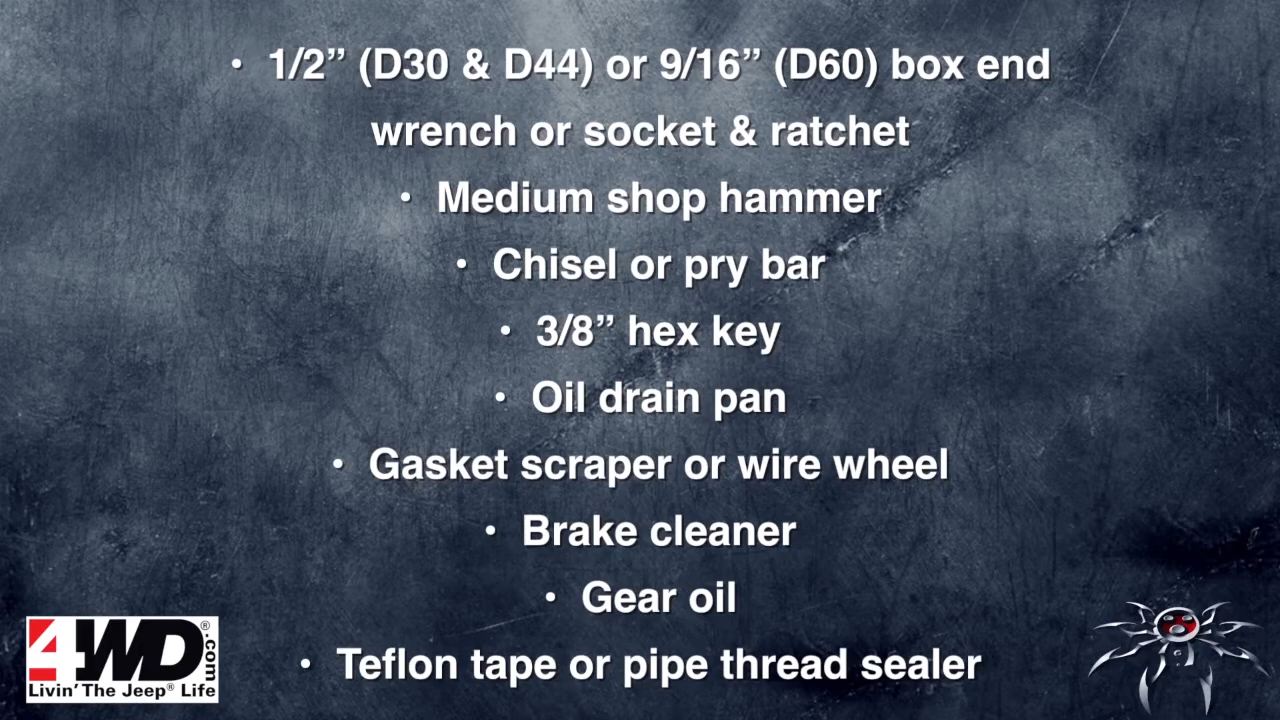 • 1/2” (D30 & D44) or 9/16” (D60) box end
wrench or socket & ratchet
• Medium shop hammer
• Chisel or pry bar
• 3/8” hex key
• Oil drain pan
• Gasket scraper or wire wheel
• Brake cleaner
• Gear oil
• Teflon tape or pipe thread sealer
4WD®.com
Livin’ The Jeep® Life